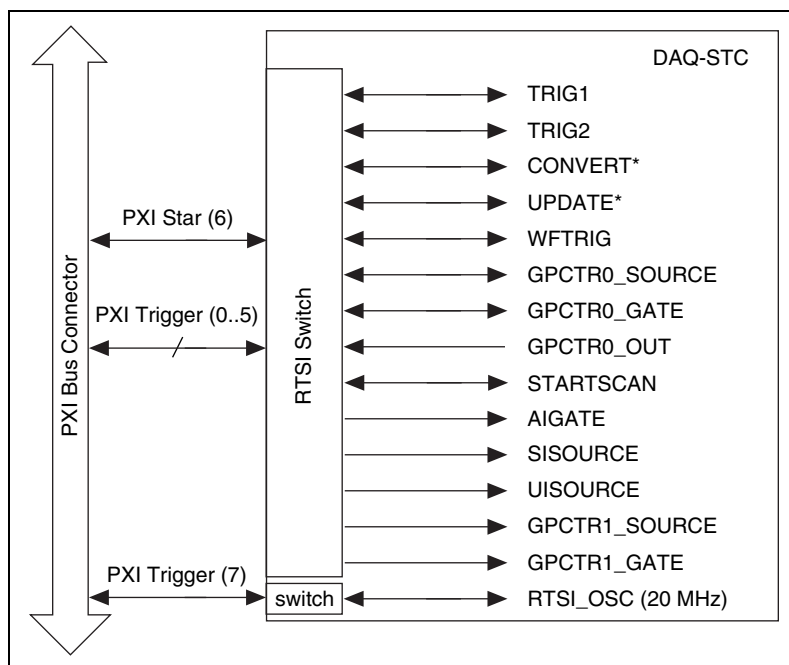 DAQ-STC
TRIG1
TRIG2
CONVERT*
UPDATE*
WFTRIG
GPCTR0_SOURCE
GPCTR0_GATE
GPCTR0_OUT
STARTSCAN
AIGATE
SISOURCE
UISOURCE
GPCTR1_SOURCE
GPCTR1_GATE
RTSI_OSC (20 MHz)
PXI Star (6)
PXI Trigger (0..5)
PXI Trigger (7)
PXI Bus Connector
RTSI Switch
switch